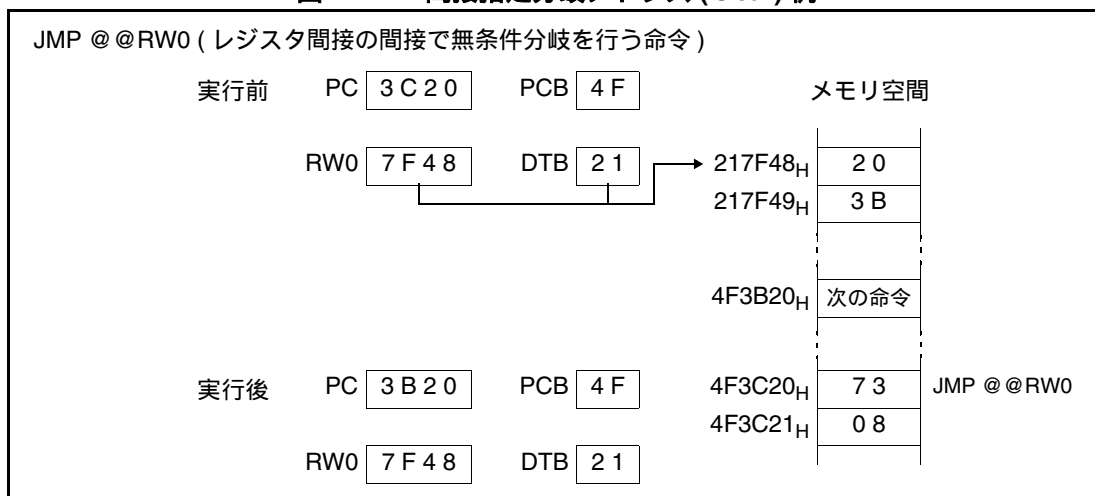 JMP @@RW0 ( レジスタ間接の間接で無条件分岐を行う命令 )
実行前 PC 3C20 PCB 4F メモリ空間
RW0 7F48 DTB 21 217F48H 20
217F49H 3B
4F3B20H 次の命令
実行後 PC 3B20 PCB 4F 4F3C20H 73 JMP @@RW0
4F3C21H 08
RW0 7F48 DTB 21